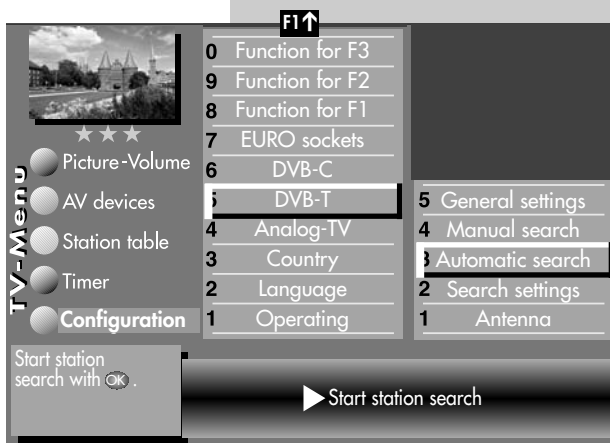 F1↑
TV-Menu
Picture-Volume
AV devices
Station table
Timer
Configuration
0 Function for F3
9 Function for F2
8 Function for F1
7 EURO sockets
6 DVB-C
5 DVB-T
4 Analog-TV
3 Country
2 Language
1 Operating
5 General settings
4 Manual search
3 Automatic search
2 Search settings
1 Antenna
Start station
search with OK .
Start station search